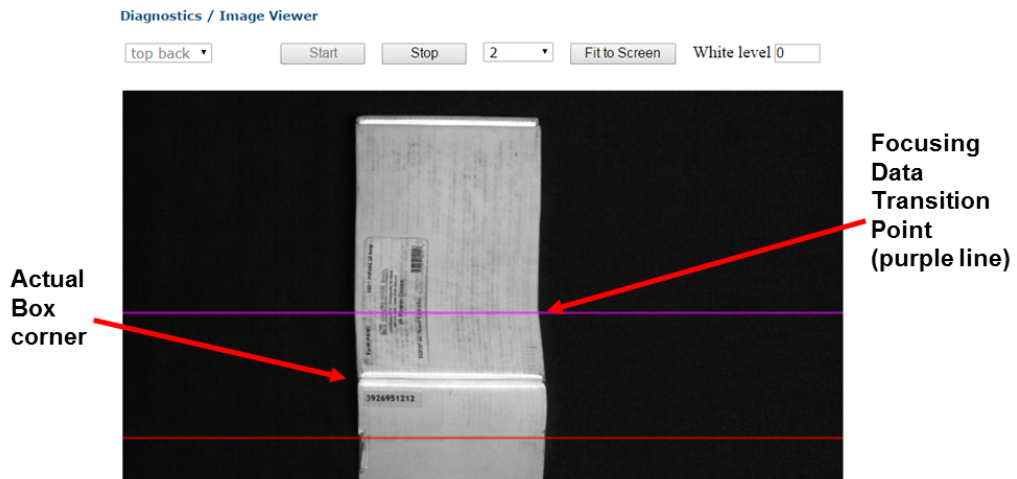 Diagnostics / Image Viewer
top back
Start
Stop
2
Fit to Screen
White level 0
Focusing
Data
Transition
Point
(purple line)
Actual
Box
corner
3926951212